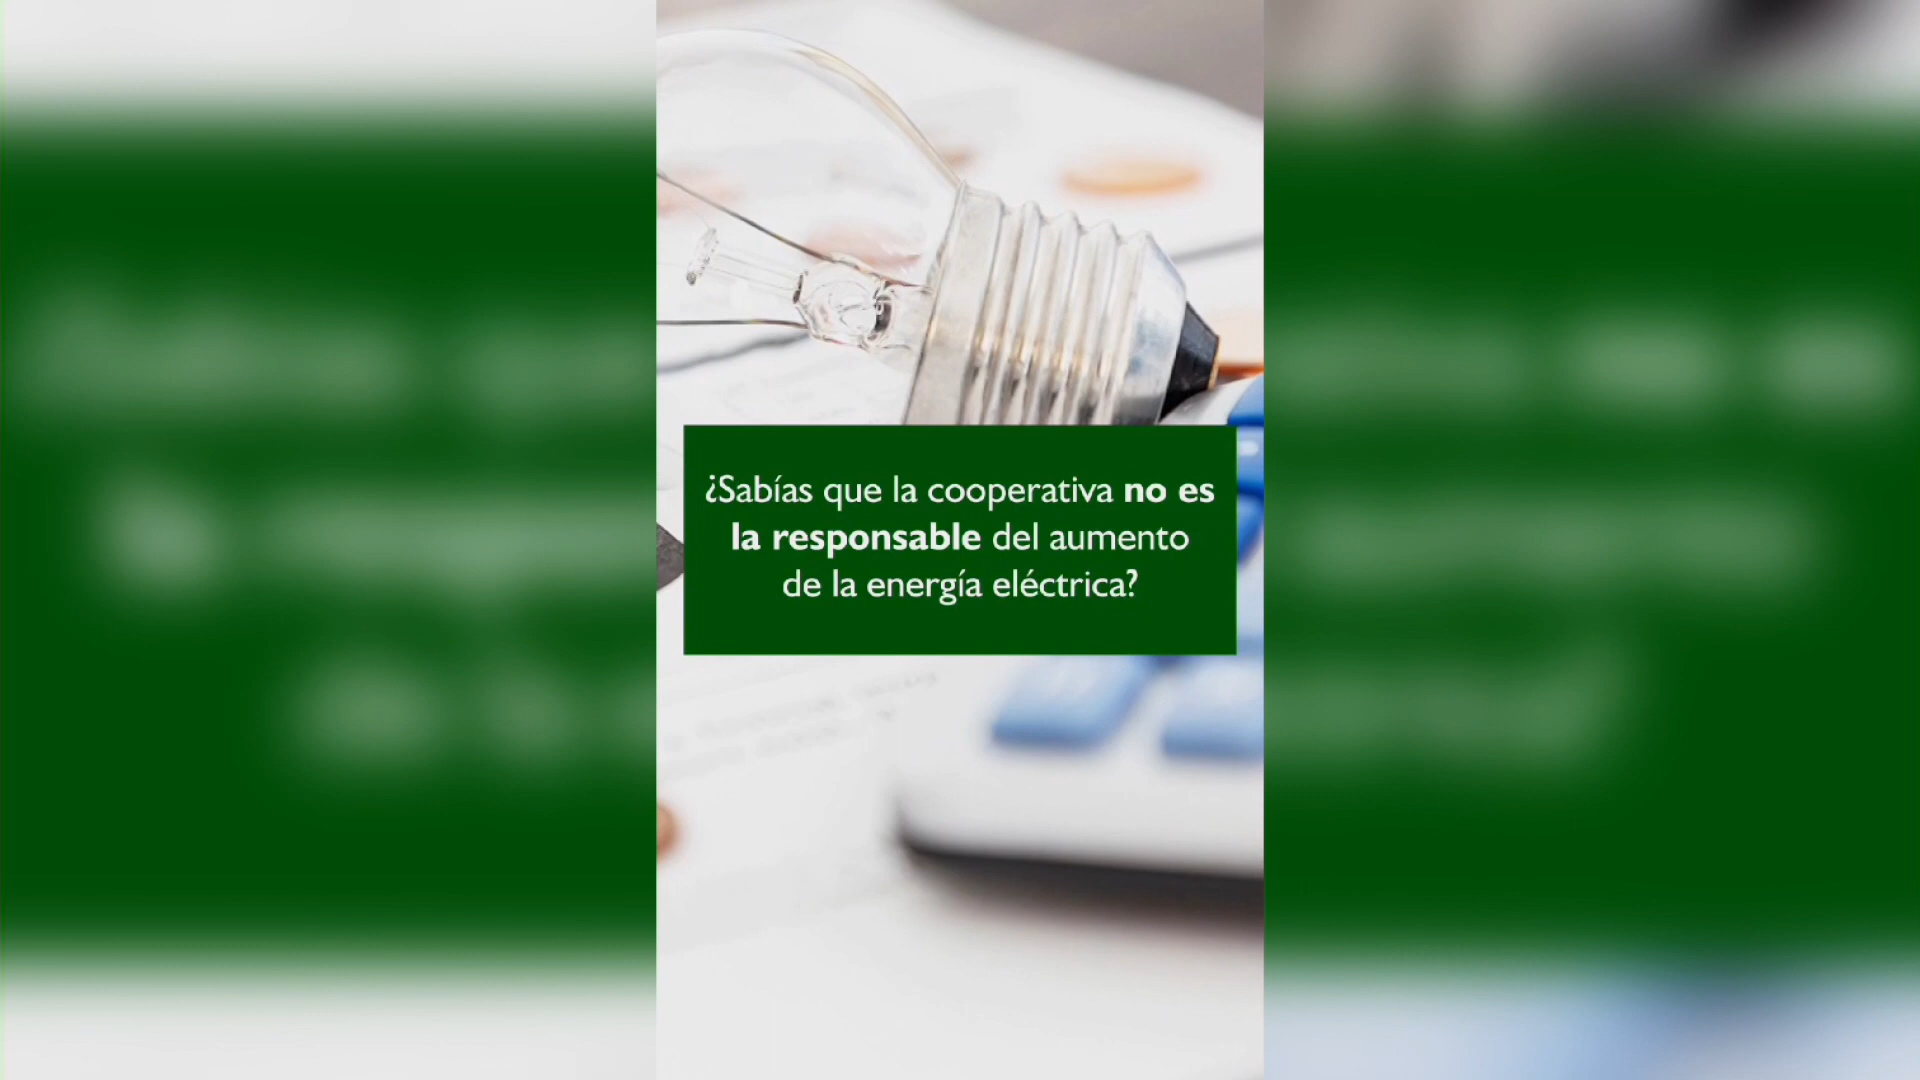 ¿Sabías que la cooperativa no es
la responsable del aumento
de la energía eléctrica?